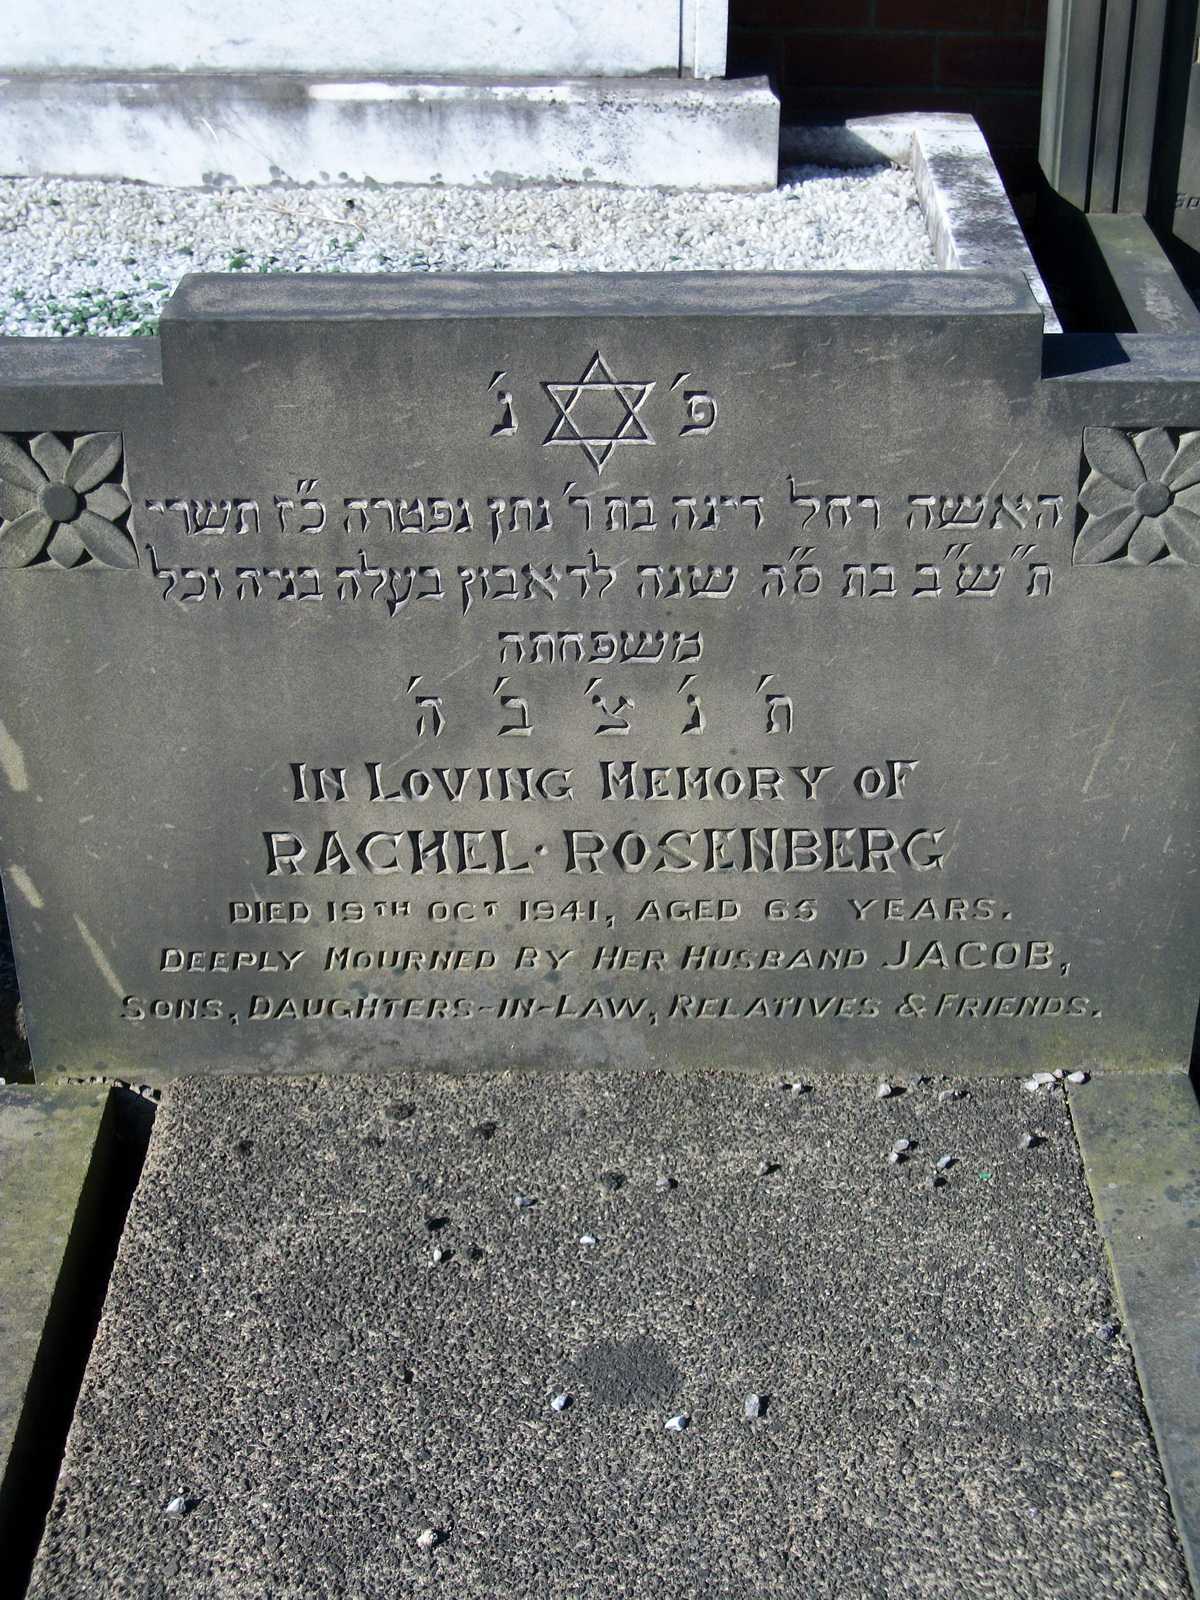 פ' נ'
האשה רחל דינה בת ר' נתן נפטרה כ"ז תשרי
ת"ש"ב בת ס"ה שנה לדאבון בעלה בניה וכל
משפחתה
ת' נ' צ' ב' ה'
IN LOVING MEMORY OF
RACHEL · ROSENBERG
DIED 19TH OCT 1941, AGED 65 YEARS.
DEEPLY MOURNED BY HER HUSBAND JACOB,
SONS, DAUGHTERS-IN-LAW, RELATIVES & FRIENDS.